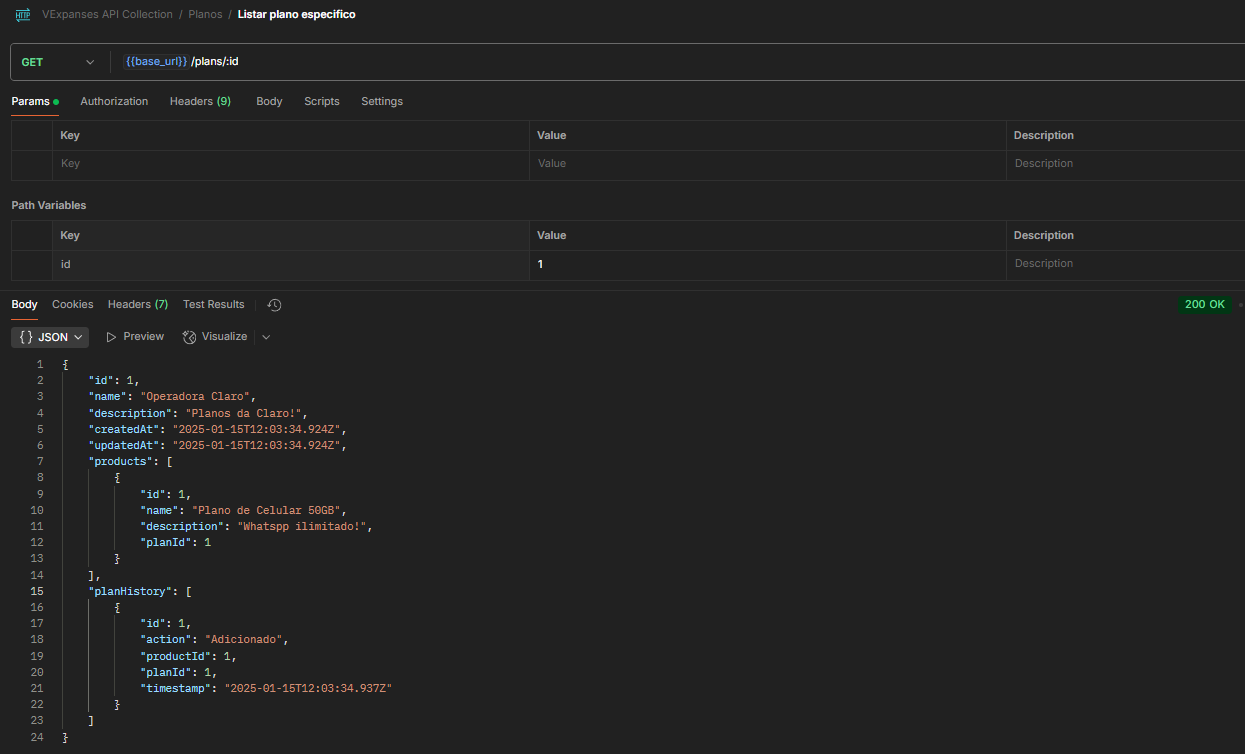 HTTP VExpanses API Collection / Planos / Listar plano especifico
GET {{base_url}} /plans/:id
Params Authorization Headers (9) Body Scripts Settings
Key Value Description
Key Value Description
Path Variables
Key Value Description
id 1 Description
Body Cookies Headers (7) Test Results 200 OK
{ } JSON Preview Visualize
1 {
2 "id": 1,
3 "name": "Operadora Claro",
4 "description": "Planos da Claro!",
5 "createdAt": "2025-01-15T12:03:34.924Z",
6 "updatedAt": "2025-01-15T12:03:34.924Z",
7 "products": [
8 {
9 "id": 1,
10 "name": "Plano de Celular 50GB",
11 "description": "Whatspp ilimitado!",
12 "planId": 1
13 }
14 ],
15 "planHistory": [
16 {
17 "id": 1,
18 "action": "Adicionado",
19 "productId": 1,
20 "planId": 1,
21 "timestamp": "2025-01-15T12:03:34.937Z"
22 }
23 ]
24 }